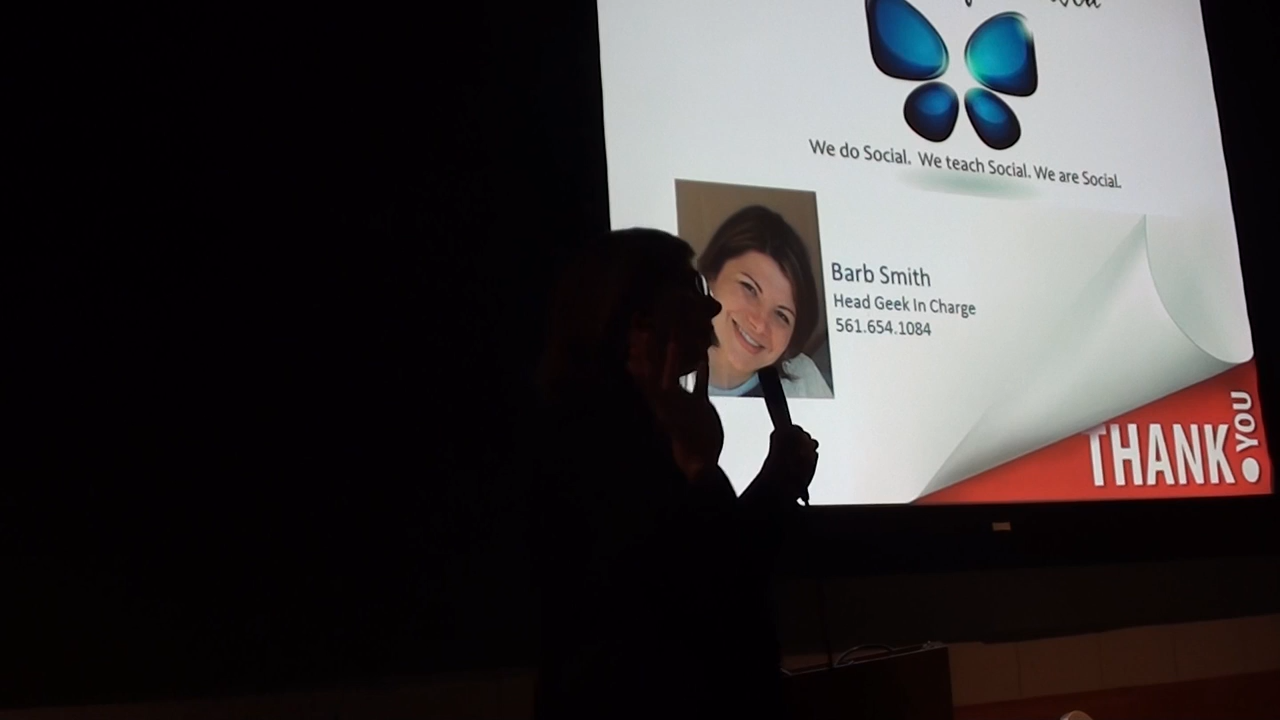 We do Social. We teach Social. We are Social.
Barb Smith
Head Geek In Charge
561.654.1084
THANK YOU